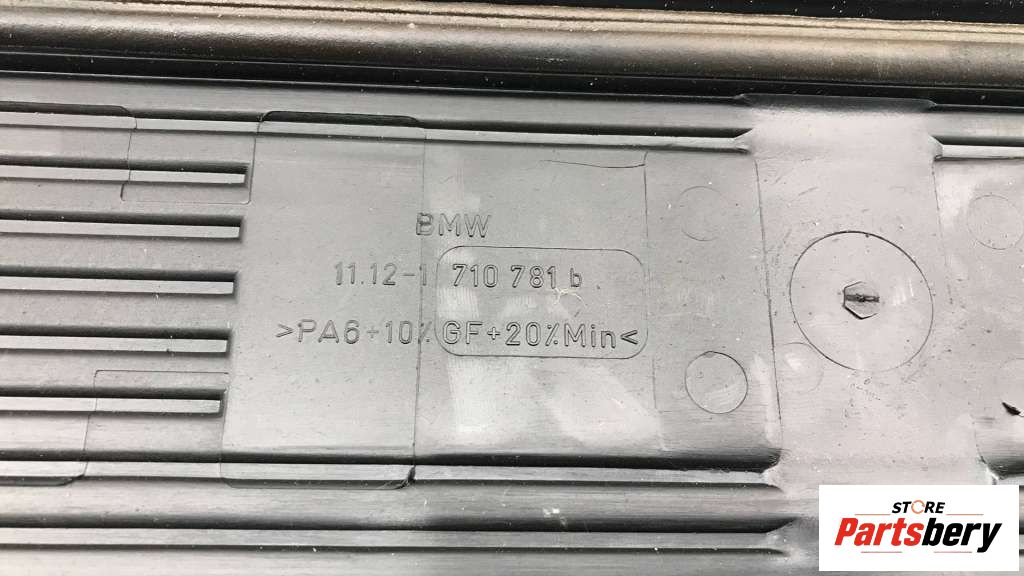 BMW
11.12-1 710 781 b
>PA6+10%GF+20%Min<
STORE
Partsbery